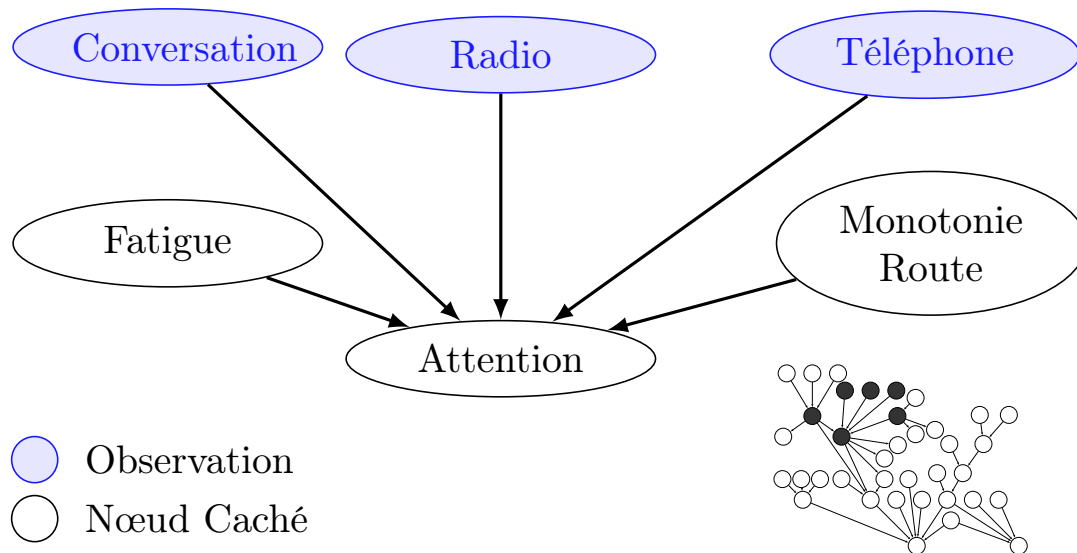 Conversation
Radio
Téléphone
Fatigue
Monotonie
Route
Attention
Observation
Nœud Caché